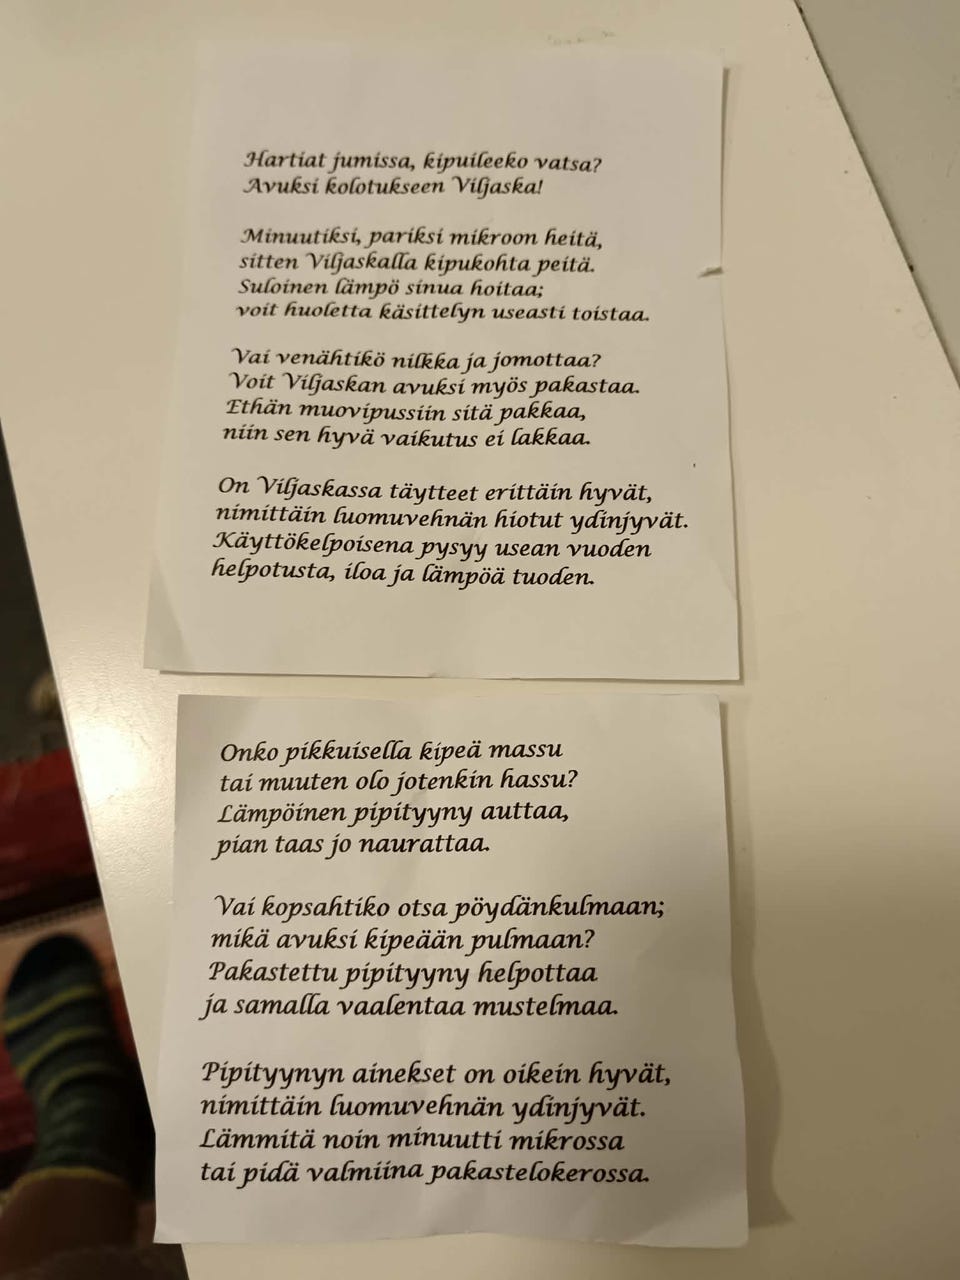 Hartiat jumissa, kipuileeko vatsa?
Avuksi kolotukseen Viljaska!
Minuutiksi, pariksi mikroon heitä,
sitten Viljaskalla kipukohta peitä.
Suloinen lämpö sinua hoitaa;
voit huoletta käsittelyn useasti toistaa.
Vai venähtikö nilkka ja jomottaa?
Voit Viljaskan avuksi myös pakastaa.
Ethän muovipussiin sitä pakkaa,
niin sen hyvä vaikutus ei lakkaa.
On Viljaskassa täytteet erittäin hyvät,
nimittäin luomuvehnän hiotut ydinjyvät.
Käyttökelpoisena pysyy usean vuoden
helpotusta, iloa ja lämpöä tuoden.
Onko pikkuisella kipeä massu
tai muuten olo jotenkin hassu?
Lämpöinen pipityyny auttaa,
pian taas jo naurattaa.
Vai kopsahtiko otsa pöydänkulmaan;
mikä avuksi kipeään pulmaan?
Pakastettu pipityyny helpottaa
ja samalla vaalentaa mustelmaa.
Pipityynyn ainekset on oikein hyvät,
nimittäin luomuvehnän ydinjyvät.
Lämmitä noin minuutti mikrossa
tai pidä valmiina pakastelokerossa.